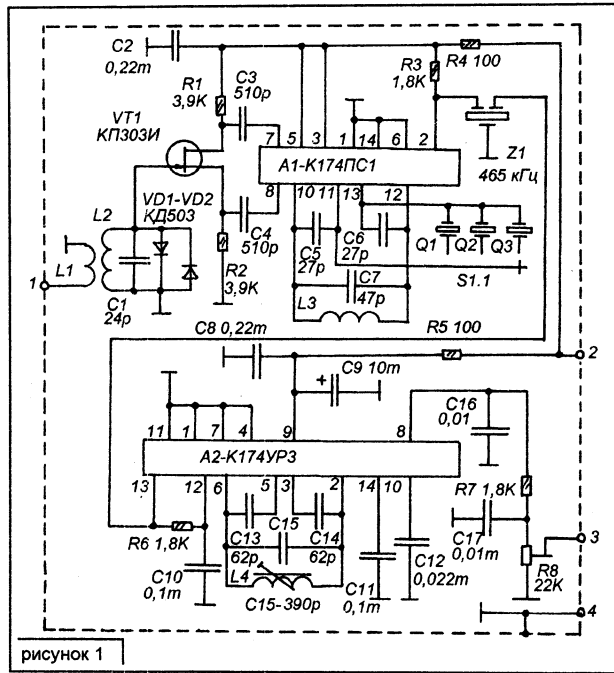 C2
0,22m
R1
3,9K
C3
510p
R3
1,8K
R4 100
VT1
КП303И
7 5 3 1 14 6 2
A1-К174ПС1
Z1
465 кГц
8 10 11 13 12
VD1-VD2
КД503
L2
C4
510p
C5
27p
C6
27p
Q1 Q2 Q3
1
L1
C1
24p
R2
3,9K
C7
47p
S1.1
L3
C8 0,22m
R5 100
2
+ C9 10m
C16
0,01
11 1 7 4 9 8
A2-К174УР3
13 12 6 5 3 2 14 10
R7 1,8K
R6 1,8K
C13
62p
C15
C14
62p
C17
0,01m
3
C10
0,1m
L4
C15-390p
C11
0,1m
C12
0,022m
R8
22K
4
рисунок 1